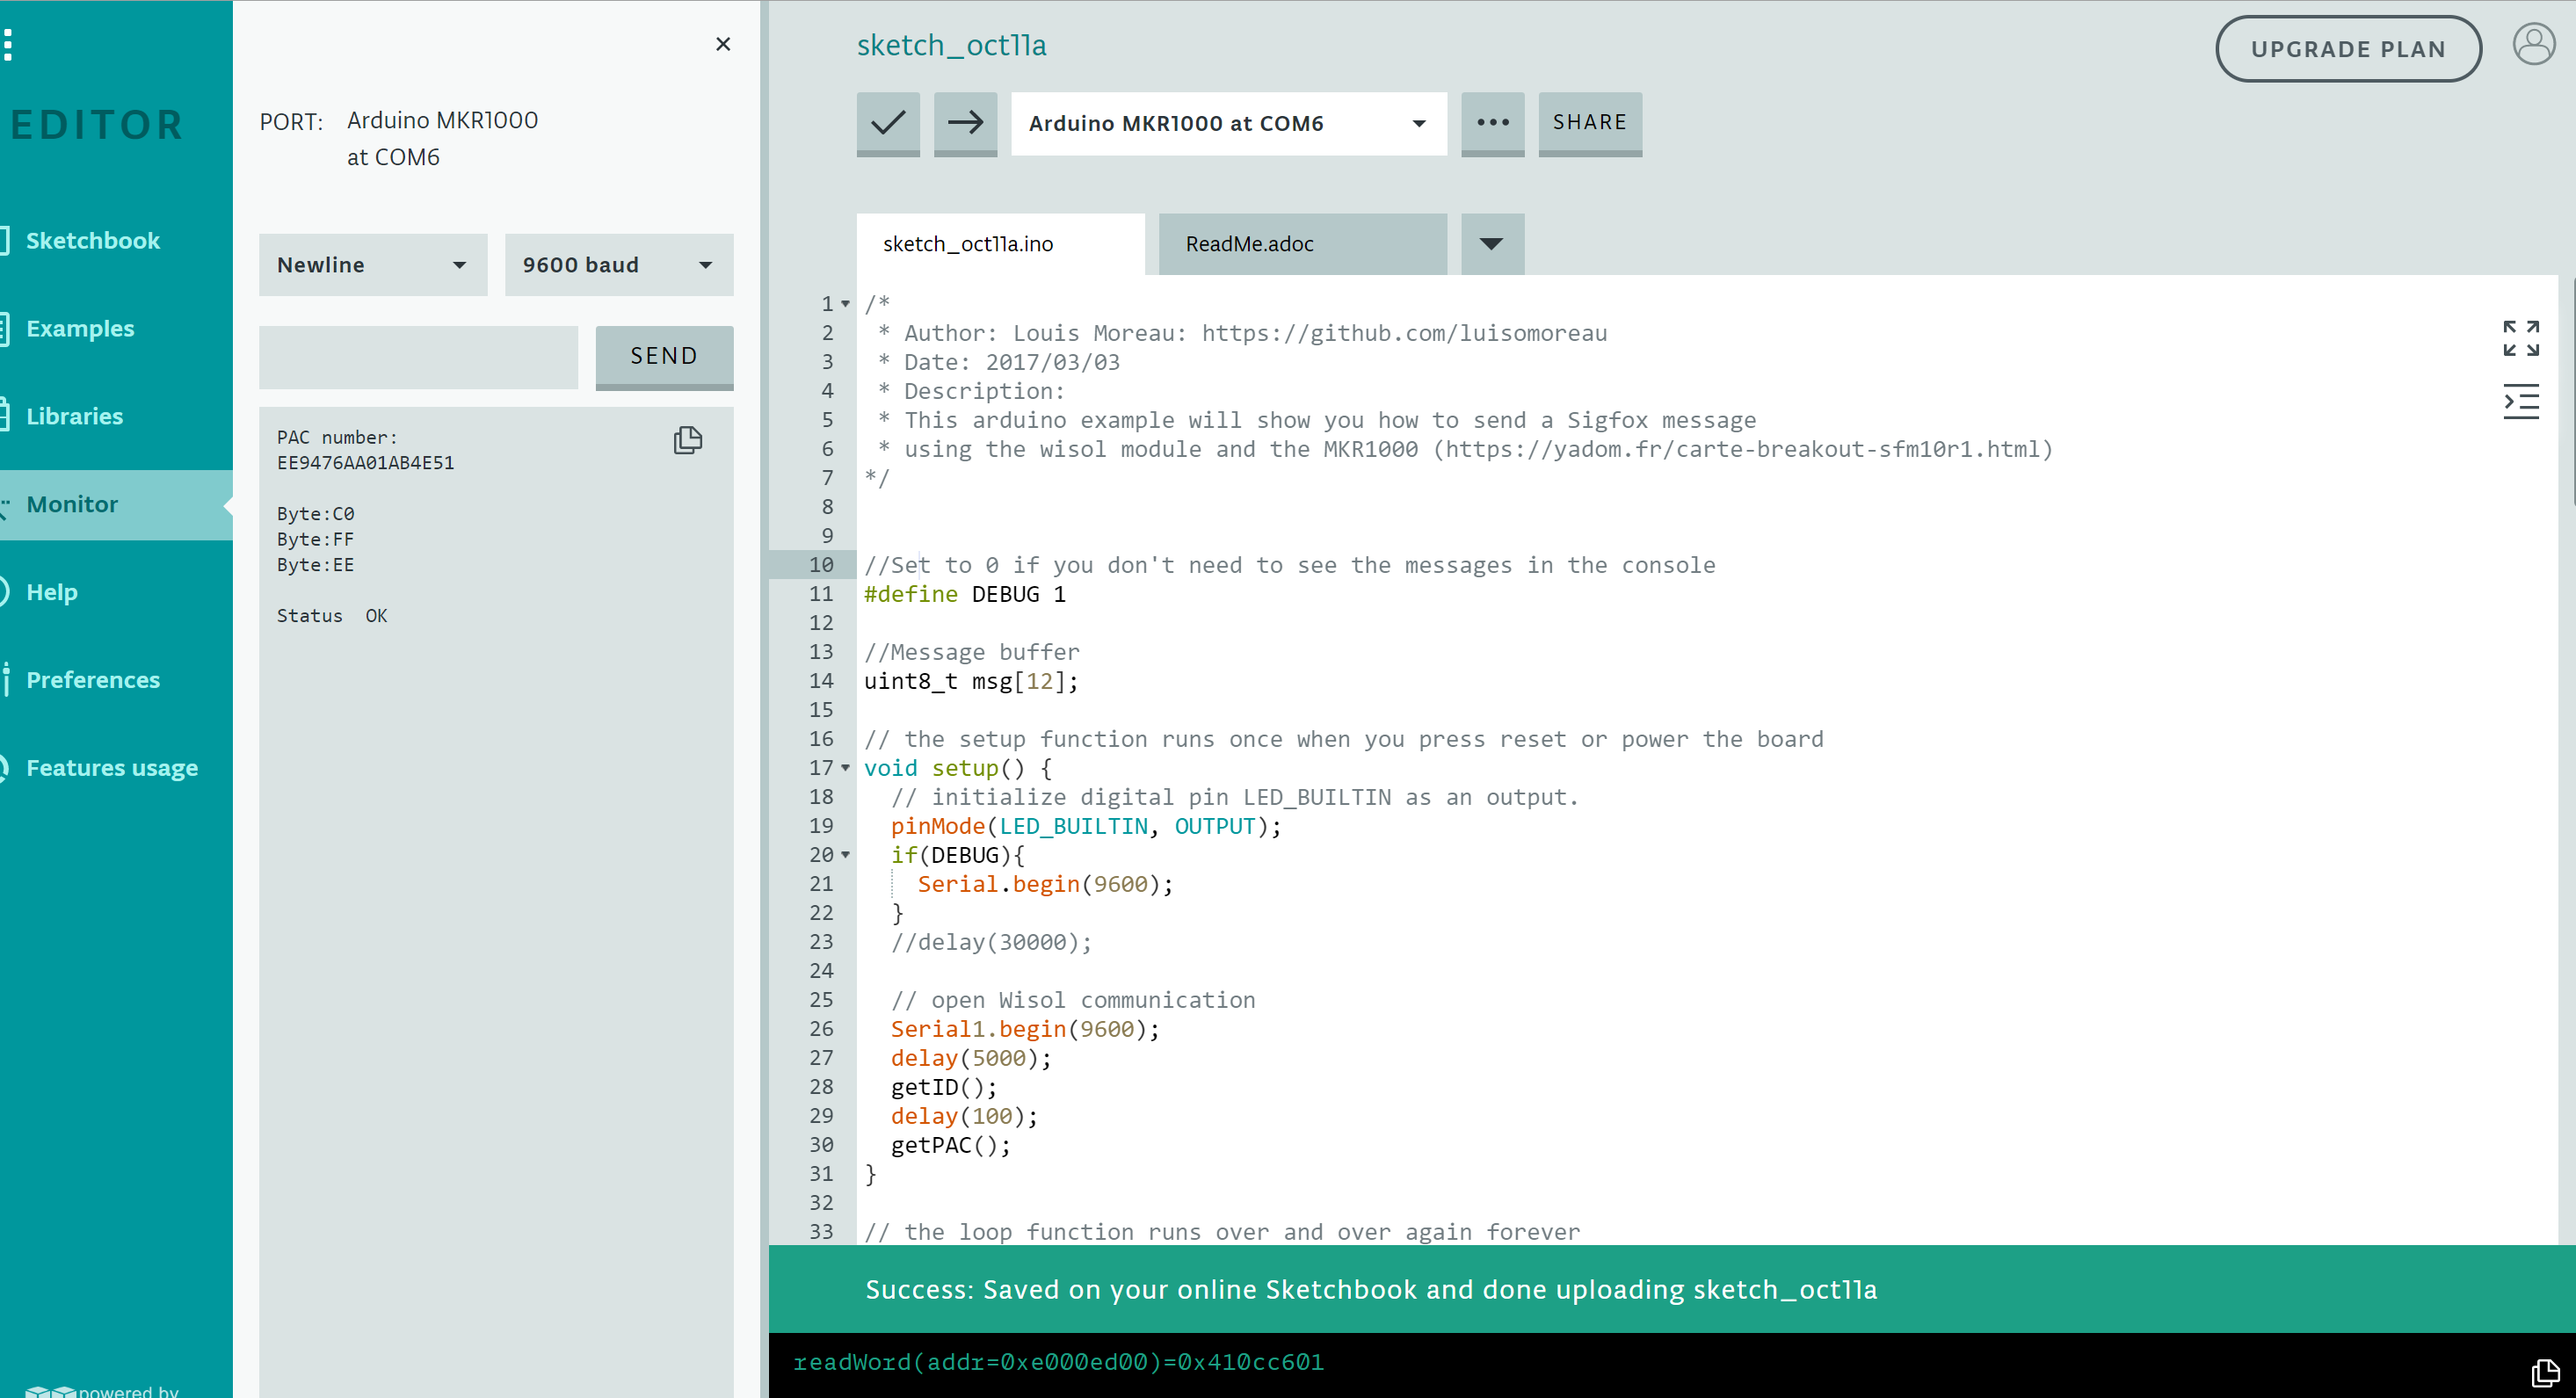 EDITOR
Sketchbook
Examples
Libraries
Monitor
Help
Preferences
Features usage
powered by
PORT: Arduino MKR1000
at COM6
Newline
9600 baud
SEND
PAC number:
EE9476AA01AB4E51
Byte:C0
Byte:FF
Byte:EE
Status  OK
sketch_oct11a
UPGRADE PLAN
Arduino MKR1000 at COM6
SHARE
sketch_oct11a.ino
ReadMe.adoc
1 /*
2  * Author: Louis Moreau: https://github.com/luisomoreau
3  * Date: 2017/03/03
4  * Description:
5  * This arduino example will show you how to send a Sigfox message
6  * using the wisol module and the MKR1000 (https://yadom.fr/carte-breakout-sfm10r1.html)
7 */
8
9
10 //Set to 0 if you don't need to see the messages in the console
11 #define DEBUG 1
12
13 //Message buffer
14 uint8_t msg[12];
15
16 // the setup function runs once when you press reset or power the board
17 void setup() {
18   // initialize digital pin LED_BUILTIN as an output.
19   pinMode(LED_BUILTIN, OUTPUT);
20   if(DEBUG){
21     Serial.begin(9600);
22   }
23   //delay(30000);
24
25   // open Wisol communication
26   Serial1.begin(9600);
27   delay(5000);
28   getID();
29   delay(100);
30   getPAC();
31 }
32
33 // the loop function runs over and over again forever
Success: Saved on your online Sketchbook and done uploading sketch_oct11a
readWord(addr=0xe000ed00)=0x410cc601